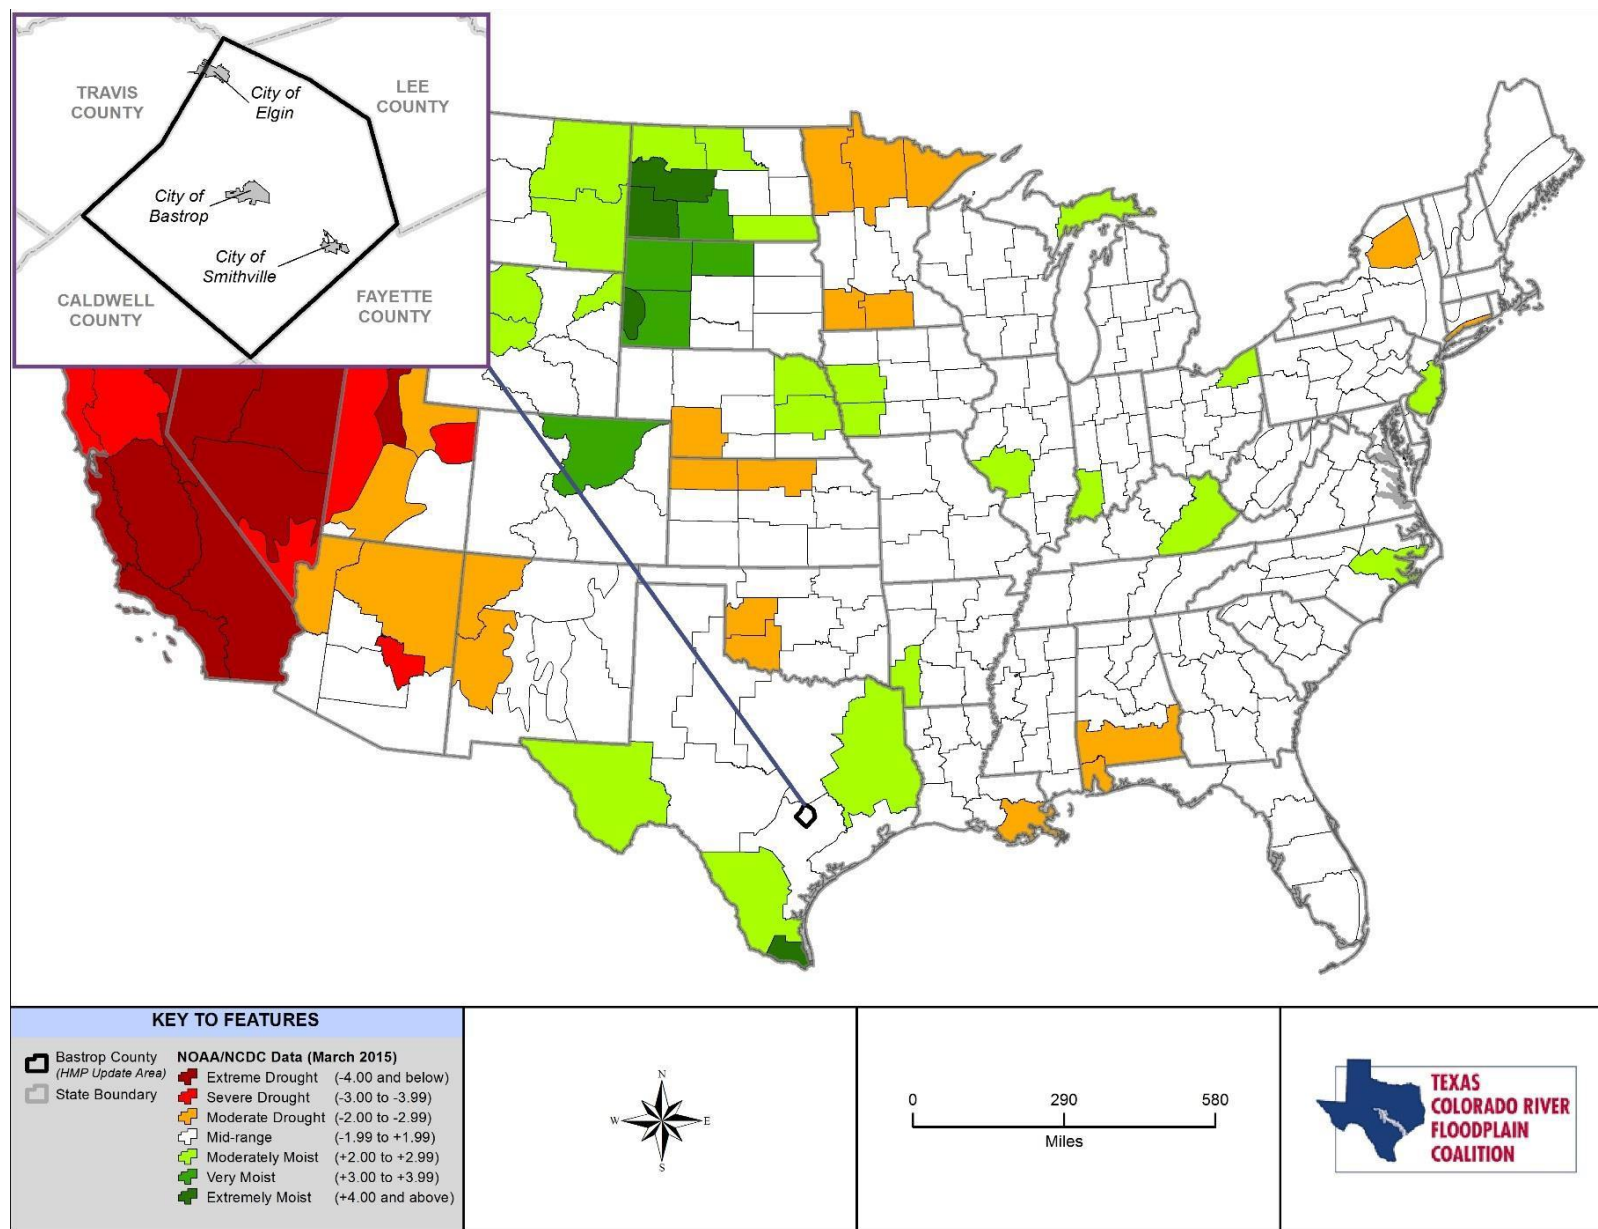 TRAVIS
COUNTY
City of
Elgin
LEE
COUNTY
City of
Bastrop
City of
Smithville
CALDWELL
COUNTY
FAYETTE
COUNTY
KEY TO FEATURES
Bastrop County
(HMP Update Area)
State Boundary
NOAA/NCDC Data (March 2015)
Extreme Drought (-4.00 and below)
Severe Drought (-3.00 to -3.99)
Moderate Drought (-2.00 to -2.99)
Mid-range (-1.99 to +1.99)
Moderately Moist (+2.00 to +2.99)
Very Moist (+3.00 to +3.99)
Extremely Moist (+4.00 and above)
N
W E
S
0 290 580
Miles
TEXAS
COLORADO RIVER
FLOODPLAIN
COALITION